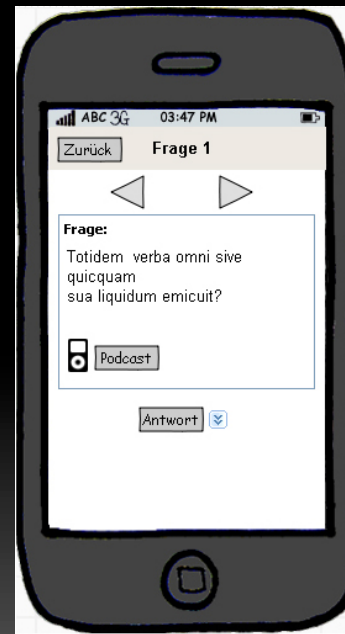 ABC 3G 03:47 PM
Zurück Frage 1
Frage:
Totidem verba omni sive
quicquam
sua liquidum emicuit?
Podcast
Antwort